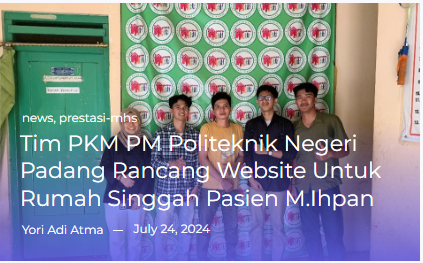 news, prestasi-mhs
Tim PKM PM Politeknik Negeri
Padang Rancang Website Untuk
Rumah Singgah Pasien M.Ihpan
Yori Adi Atma — July 24, 2024